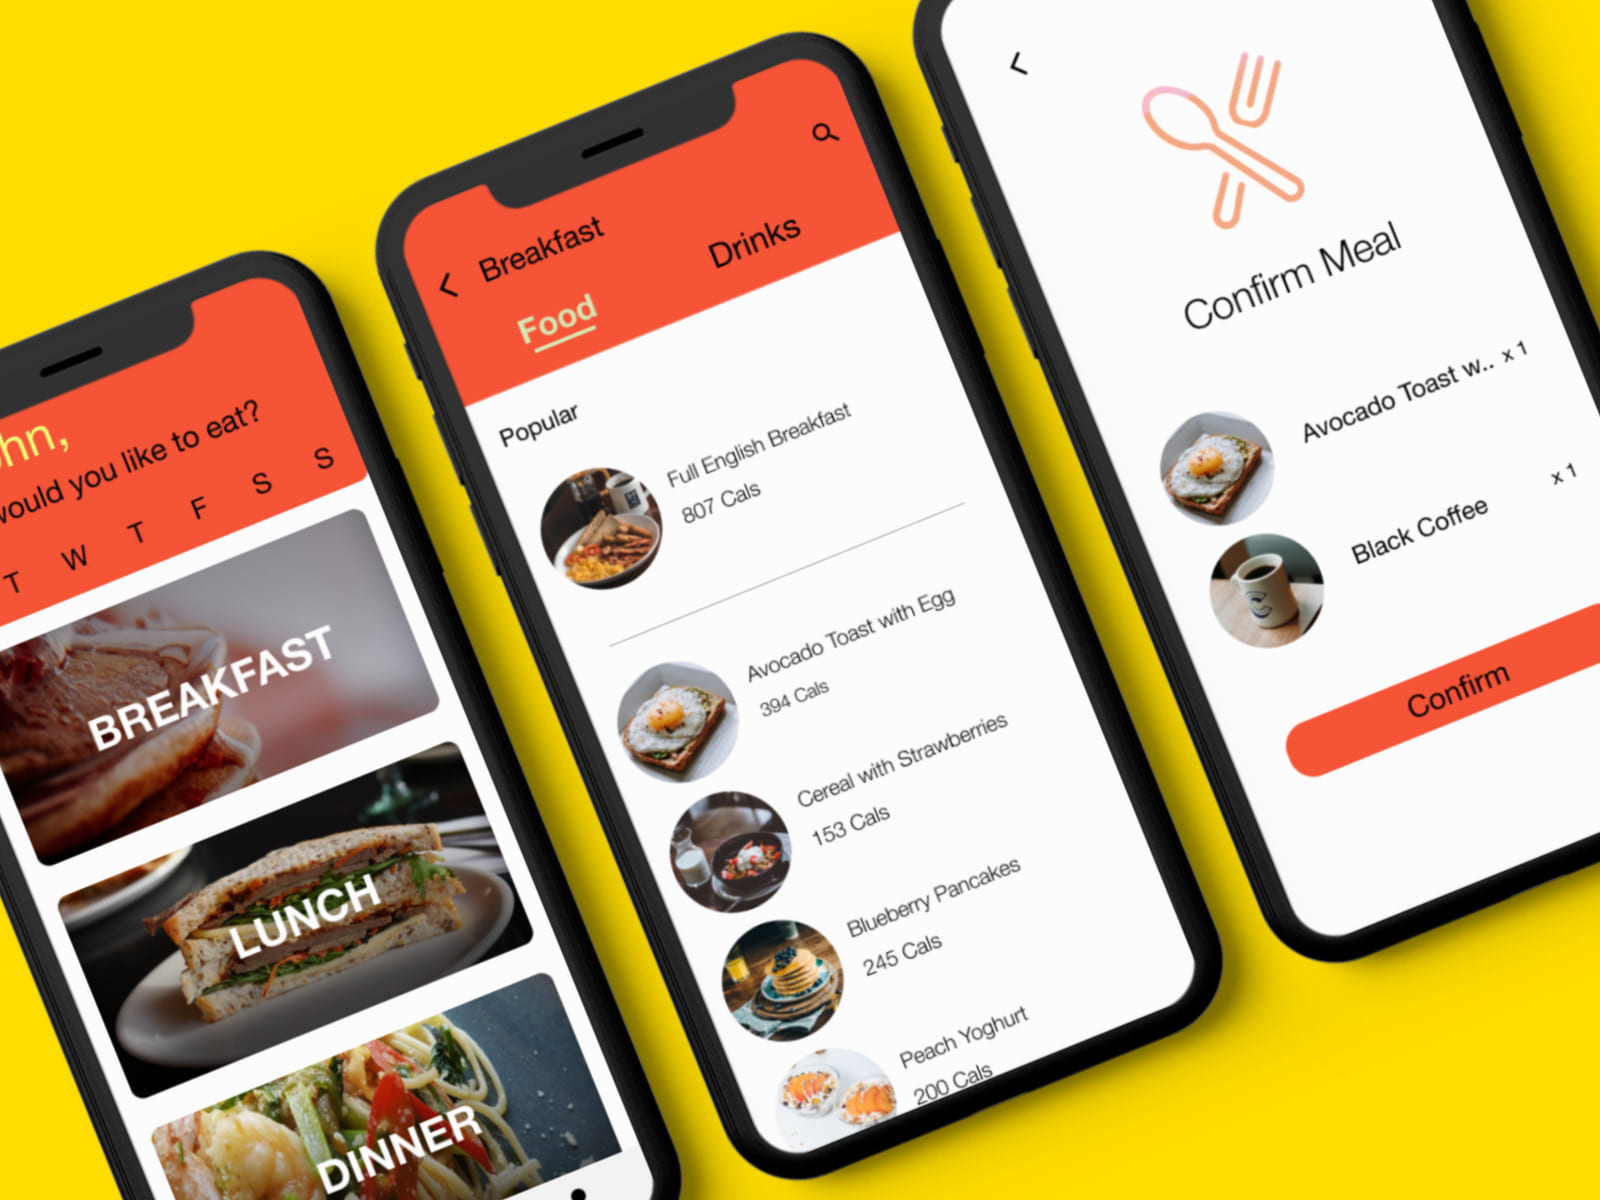 hn,
would you like to eat?
T W T F S S
BREAKFAST
LUNCH
DINNER
Breakfast
Food Drinks
Popular
Full English Breakfast
807 Cals
Avocado Toast with Egg
394 Cals
Cereal with Strawberries
153 Cals
Blueberry Pancakes
245 Cals
Peach Yoghurt
200 Cals
Confirm Meal
Avocado Toast w.. x 1
Black Coffee x 1
Confirm